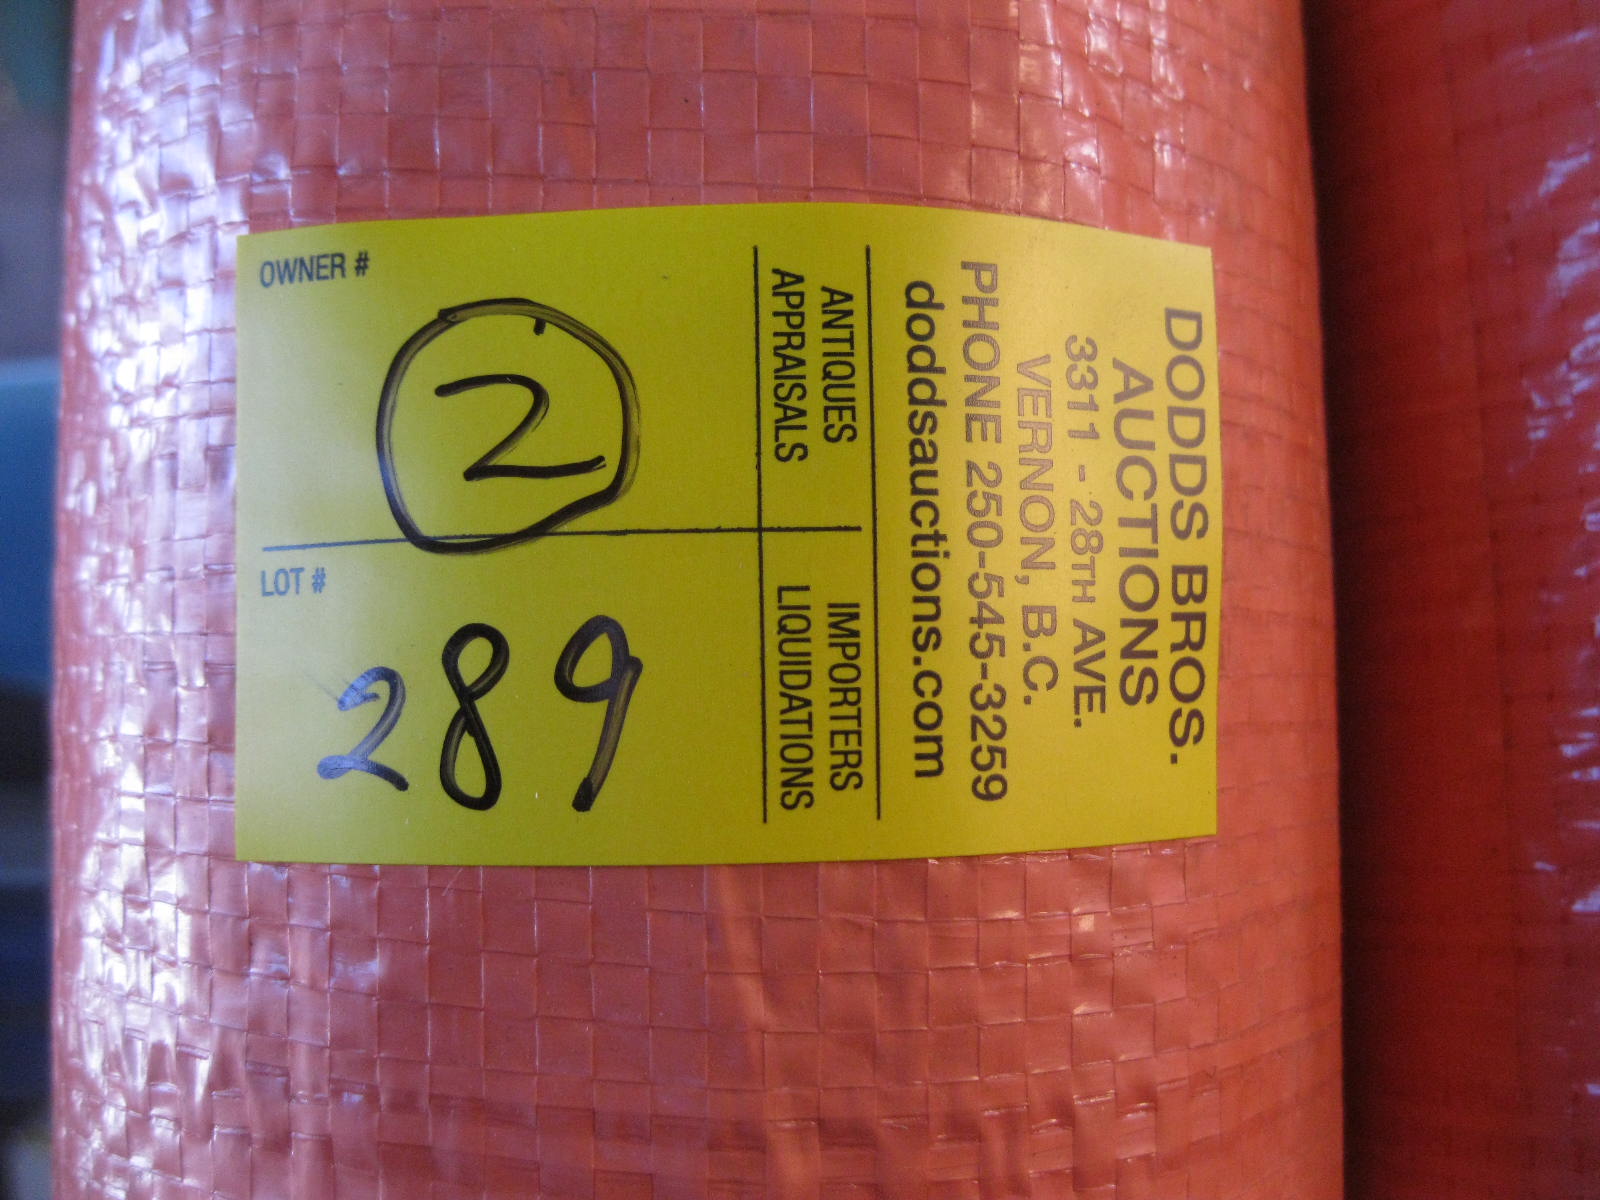 DODDS BROS.
AUCTIONS
3311 - 28TH AVE.
VERNON, B.C.
PHONE 250-545-3259
doddsauctions.com
ANTIQUES
APPRAISALS
IMPORTERS
LIQUIDATIONS
OWNER #
2
LOT #
289